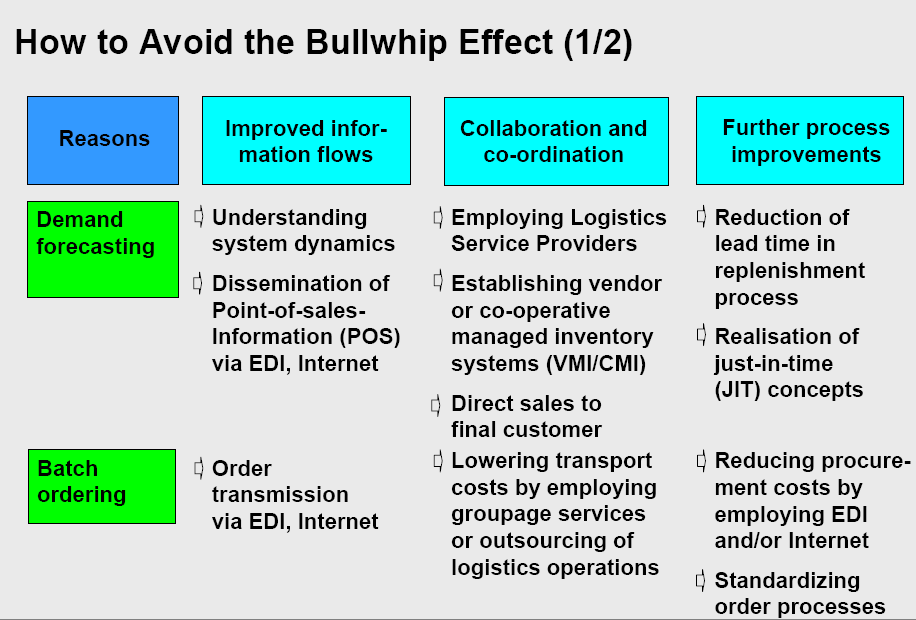 How to Avoid the Bullwhip Effect (1/2)
Reasons
Improved infor-
mation flows
Collaboration and
co-ordination
Further process
improvements
Demand
forecasting
Understanding
system dynamics
Dissemination of
Point-of-sales-
Information (POS)
via EDI, Internet
Employing Logistics
Service Providers
Establishing vendor
or co-operative
managed inventory
systems (VMI/CMI)
Direct sales to
final customer
Reduction of
lead time in
replenishment
process
Realisation of
just-in-time
(JIT) concepts
Batch
ordering
Order
transmission
via EDI, Internet
Lowering transport
costs by employing
groupage services
or outsourcing of
logistics operations
Reducing procure-
ment costs by
employing EDI
and/or Internet
Standardizing
order processes